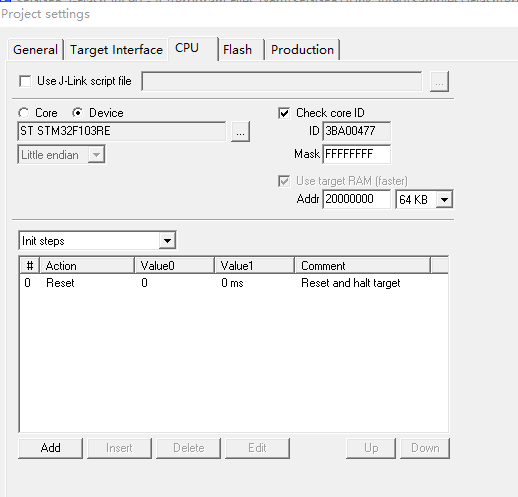 Project settings
General Target Interface CPU Flash Production
Use J-Link script file ...
Core Device Check core ID
ST STM32F103RE ... ID 3BA00477
Little endian Mask FFFFFFFF
Use target RAM (faster)
Addr 20000000 64 KB
Init steps
# Action Value0 Value1 Comment
0 Reset 0 0 ms Reset and halt target
Add Insert Delete Edit Up Down